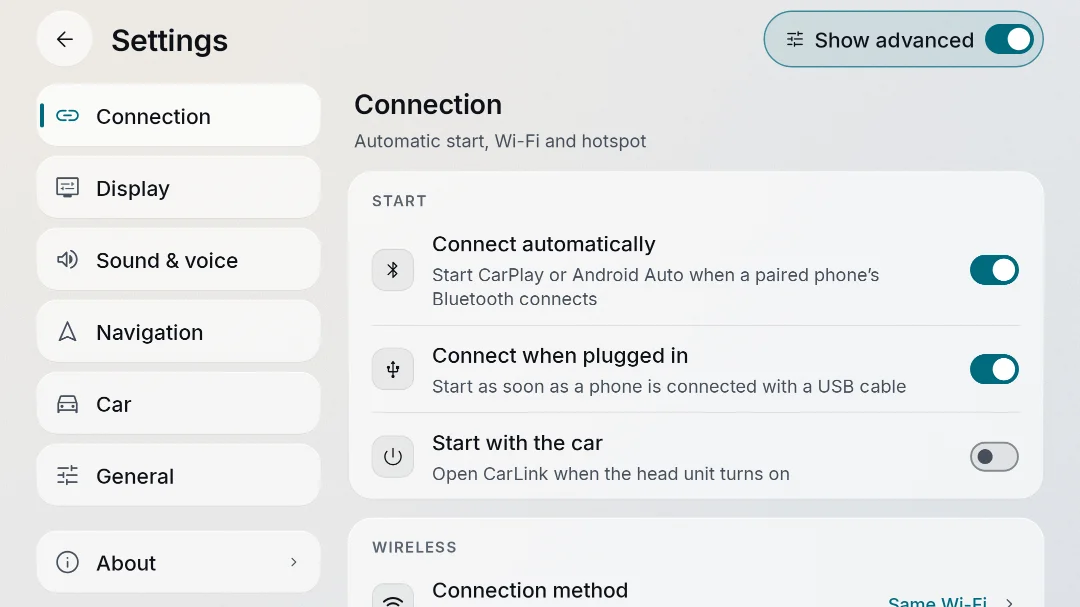 Settings
Show advanced
Connection
Display
Sound & voice
Navigation
Car
General
About
Connection
Automatic start, Wi-Fi and hotspot
START
Connect automatically
Start CarPlay or Android Auto when a paired phone’s
Bluetooth connects
Connect when plugged in
Start as soon as a phone is connected with a USB cable
Start with the car
Open CarLink when the head unit turns on
WIRELESS
Connection method
Same Wi-Fi